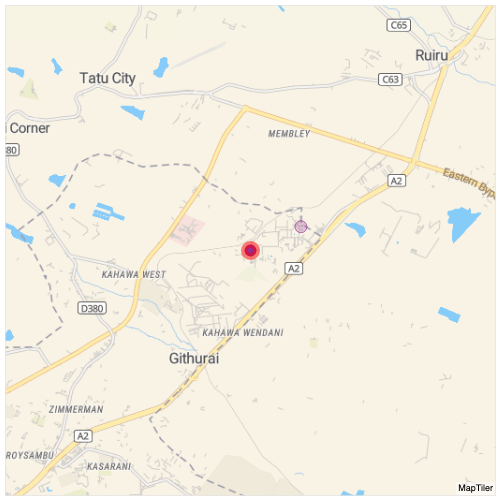 C65
Ruiru
Tatu City
C63
Corner
MEMBLEY
80
Eastern Byp
A2
A2
KAHAWA WEST
D380
KAHAWA WENDANI
Githurai
ZIMMERMAN
A2
ROYSAMBU
KASARANI
MapTiler